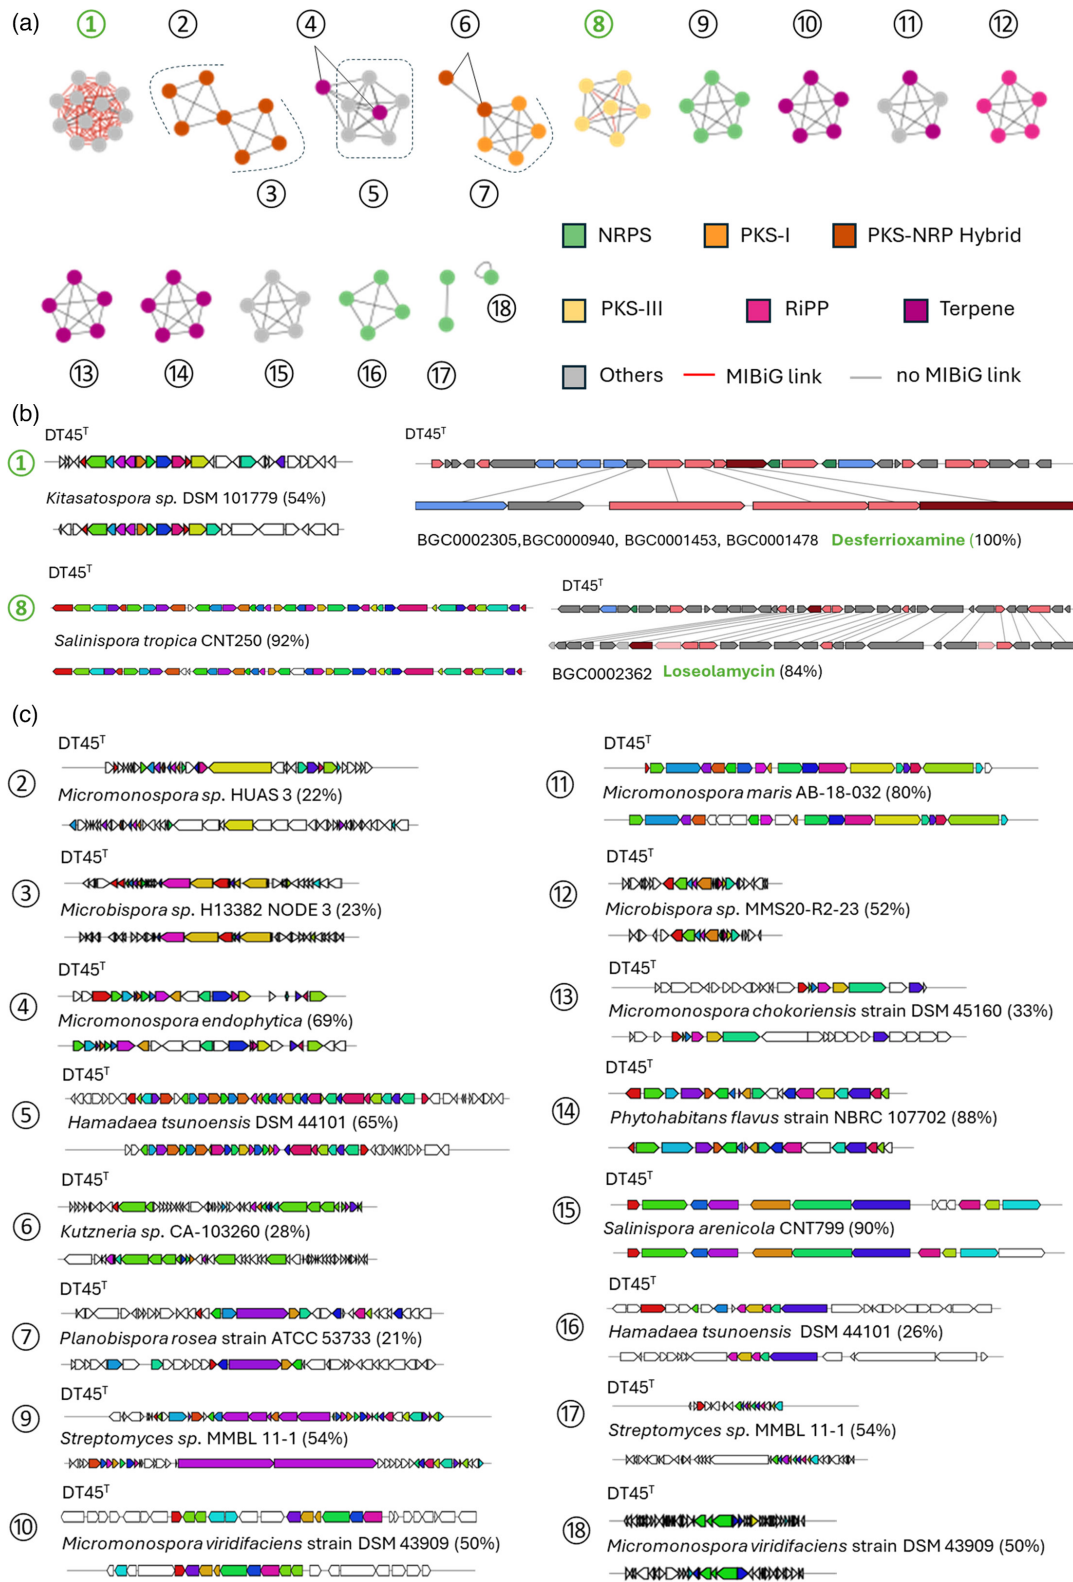 (a)
1 2 4 6 8 9 10 11 12
3 5 7
NRPS PKS-I PKS-NRP Hybrid
18
PKS-III RiPP Terpene
13 14 15 16 17
Others MIBiG link no MIBiG link
(b)
DT45ᵀ DT45ᵀ
1
Kitasatospora sp. DSM 101779 (54%)
BGC0002305,BGC0000940, BGC0001453, BGC0001478 Desferrioxamine (100%)
DT45ᵀ DT45ᵀ
8
Salinispora tropica CNT250 (92%)
BGC0002362 Loseolamycin (84%)
(c)
DT45ᵀ
2
Micromonospora sp. HUAS 3 (22%)
DT45ᵀ
3
Microbispora sp. H13382 NODE 3 (23%)
DT45ᵀ
4
Micromonospora endophytica (69%)
DT45ᵀ
5
Hamadaea tsunoensis DSM 44101 (65%)
DT45ᵀ
6
Kutzneria sp. CA-103260 (28%)
DT45ᵀ
7
Planobispora rosea strain ATCC 53733 (21%)
DT45ᵀ
9
Streptomyces sp. MMBL 11-1 (54%)
DT45ᵀ
10
Micromonospora viridifaciens strain DSM 43909 (50%)
DT45ᵀ
11
Micromonospora maris AB-18-032 (80%)
DT45ᵀ
12
Microbispora sp. MMS20-R2-23 (52%)
DT45ᵀ
13
Micromonospora chokoriensis strain DSM 45160 (33%)
DT45ᵀ
14
Phytohabitans flavus strain NBRC 107702 (88%)
DT45ᵀ
15
Salinispora arenicola CNT799 (90%)
DT45ᵀ
16
Hamadaea tsunoensis DSM 44101 (26%)
DT45ᵀ
17
Streptomyces sp. MMBL 11-1 (54%)
DT45ᵀ
18
Micromonospora viridifaciens strain DSM 43909 (50%)